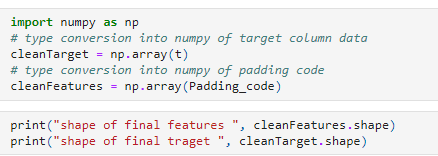 import numpy as np
# type conversion into numpy of target column data
cleanTarget = np.array(t)
# type conversion into numpy of padding code
cleanFeatures = np.array(Padding_code)
print("shape of final features ", cleanFeatures.shape)
print("shape of final traget ", cleanTarget.shape)